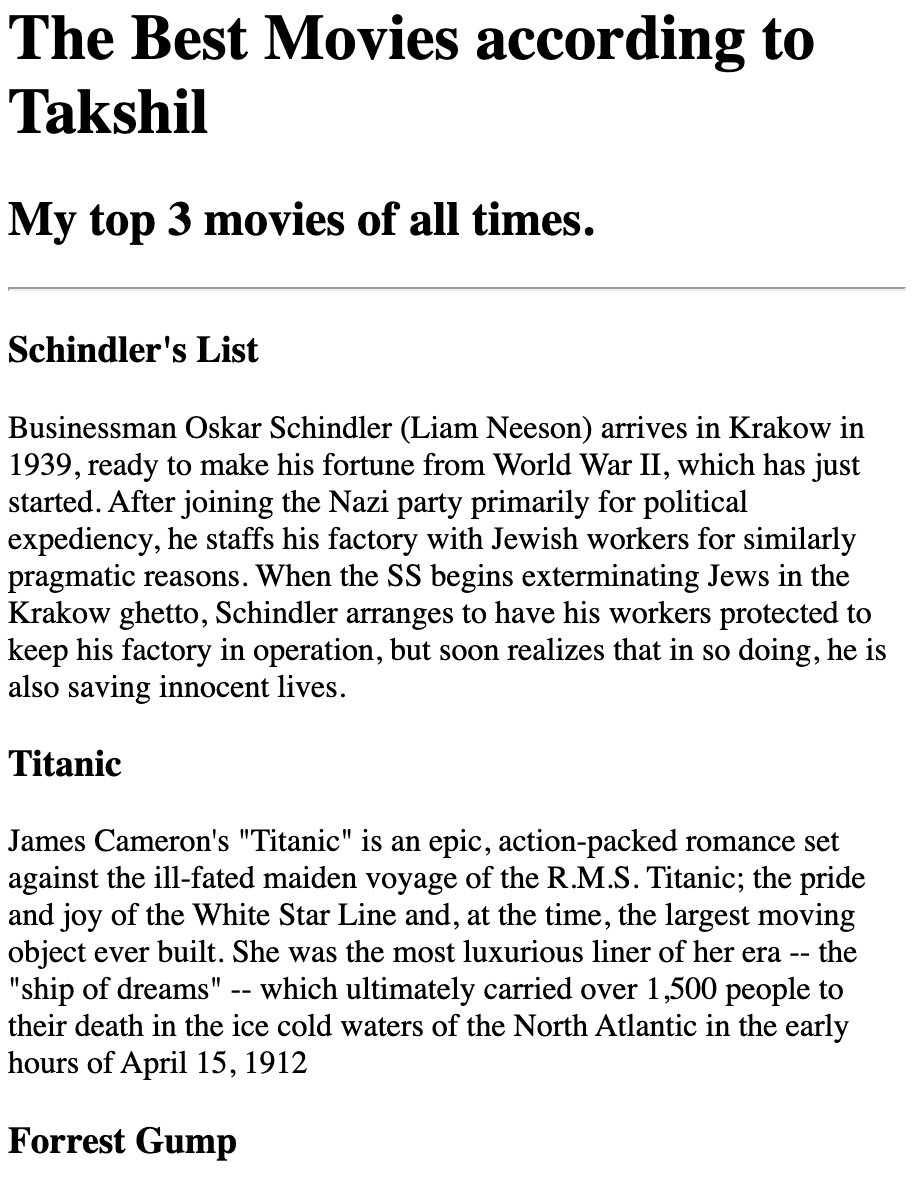 The Best Movies according to
Takshil
My top 3 movies of all times.
Schindler's List
Businessman Oskar Schindler (Liam Neeson) arrives in Krakow in
1939, ready to make his fortune from World War II, which has just
started. After joining the Nazi party primarily for political
expediency, he staffs his factory with Jewish workers for similarly
pragmatic reasons. When the SS begins exterminating Jews in the
Krakow ghetto, Schindler arranges to have his workers protected to
keep his factory in operation, but soon realizes that in so doing, he is
also saving innocent lives.
Titanic
James Cameron's "Titanic" is an epic, action-packed romance set
against the ill-fated maiden voyage of the R.M.S. Titanic; the pride
and joy of the White Star Line and, at the time, the largest moving
object ever built. She was the most luxurious liner of her era -- the
"ship of dreams" -- which ultimately carried over 1,500 people to
their death in the ice cold waters of the North Atlantic in the early
hours of April 15, 1912
Forrest Gump